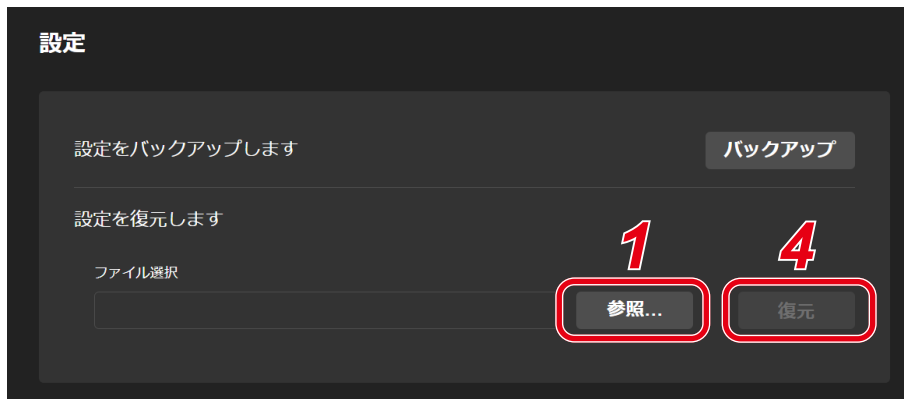 設定
設定をバックアップします
バックアップ
設定を復元します
1
4
ファイル選択
参照...
復元